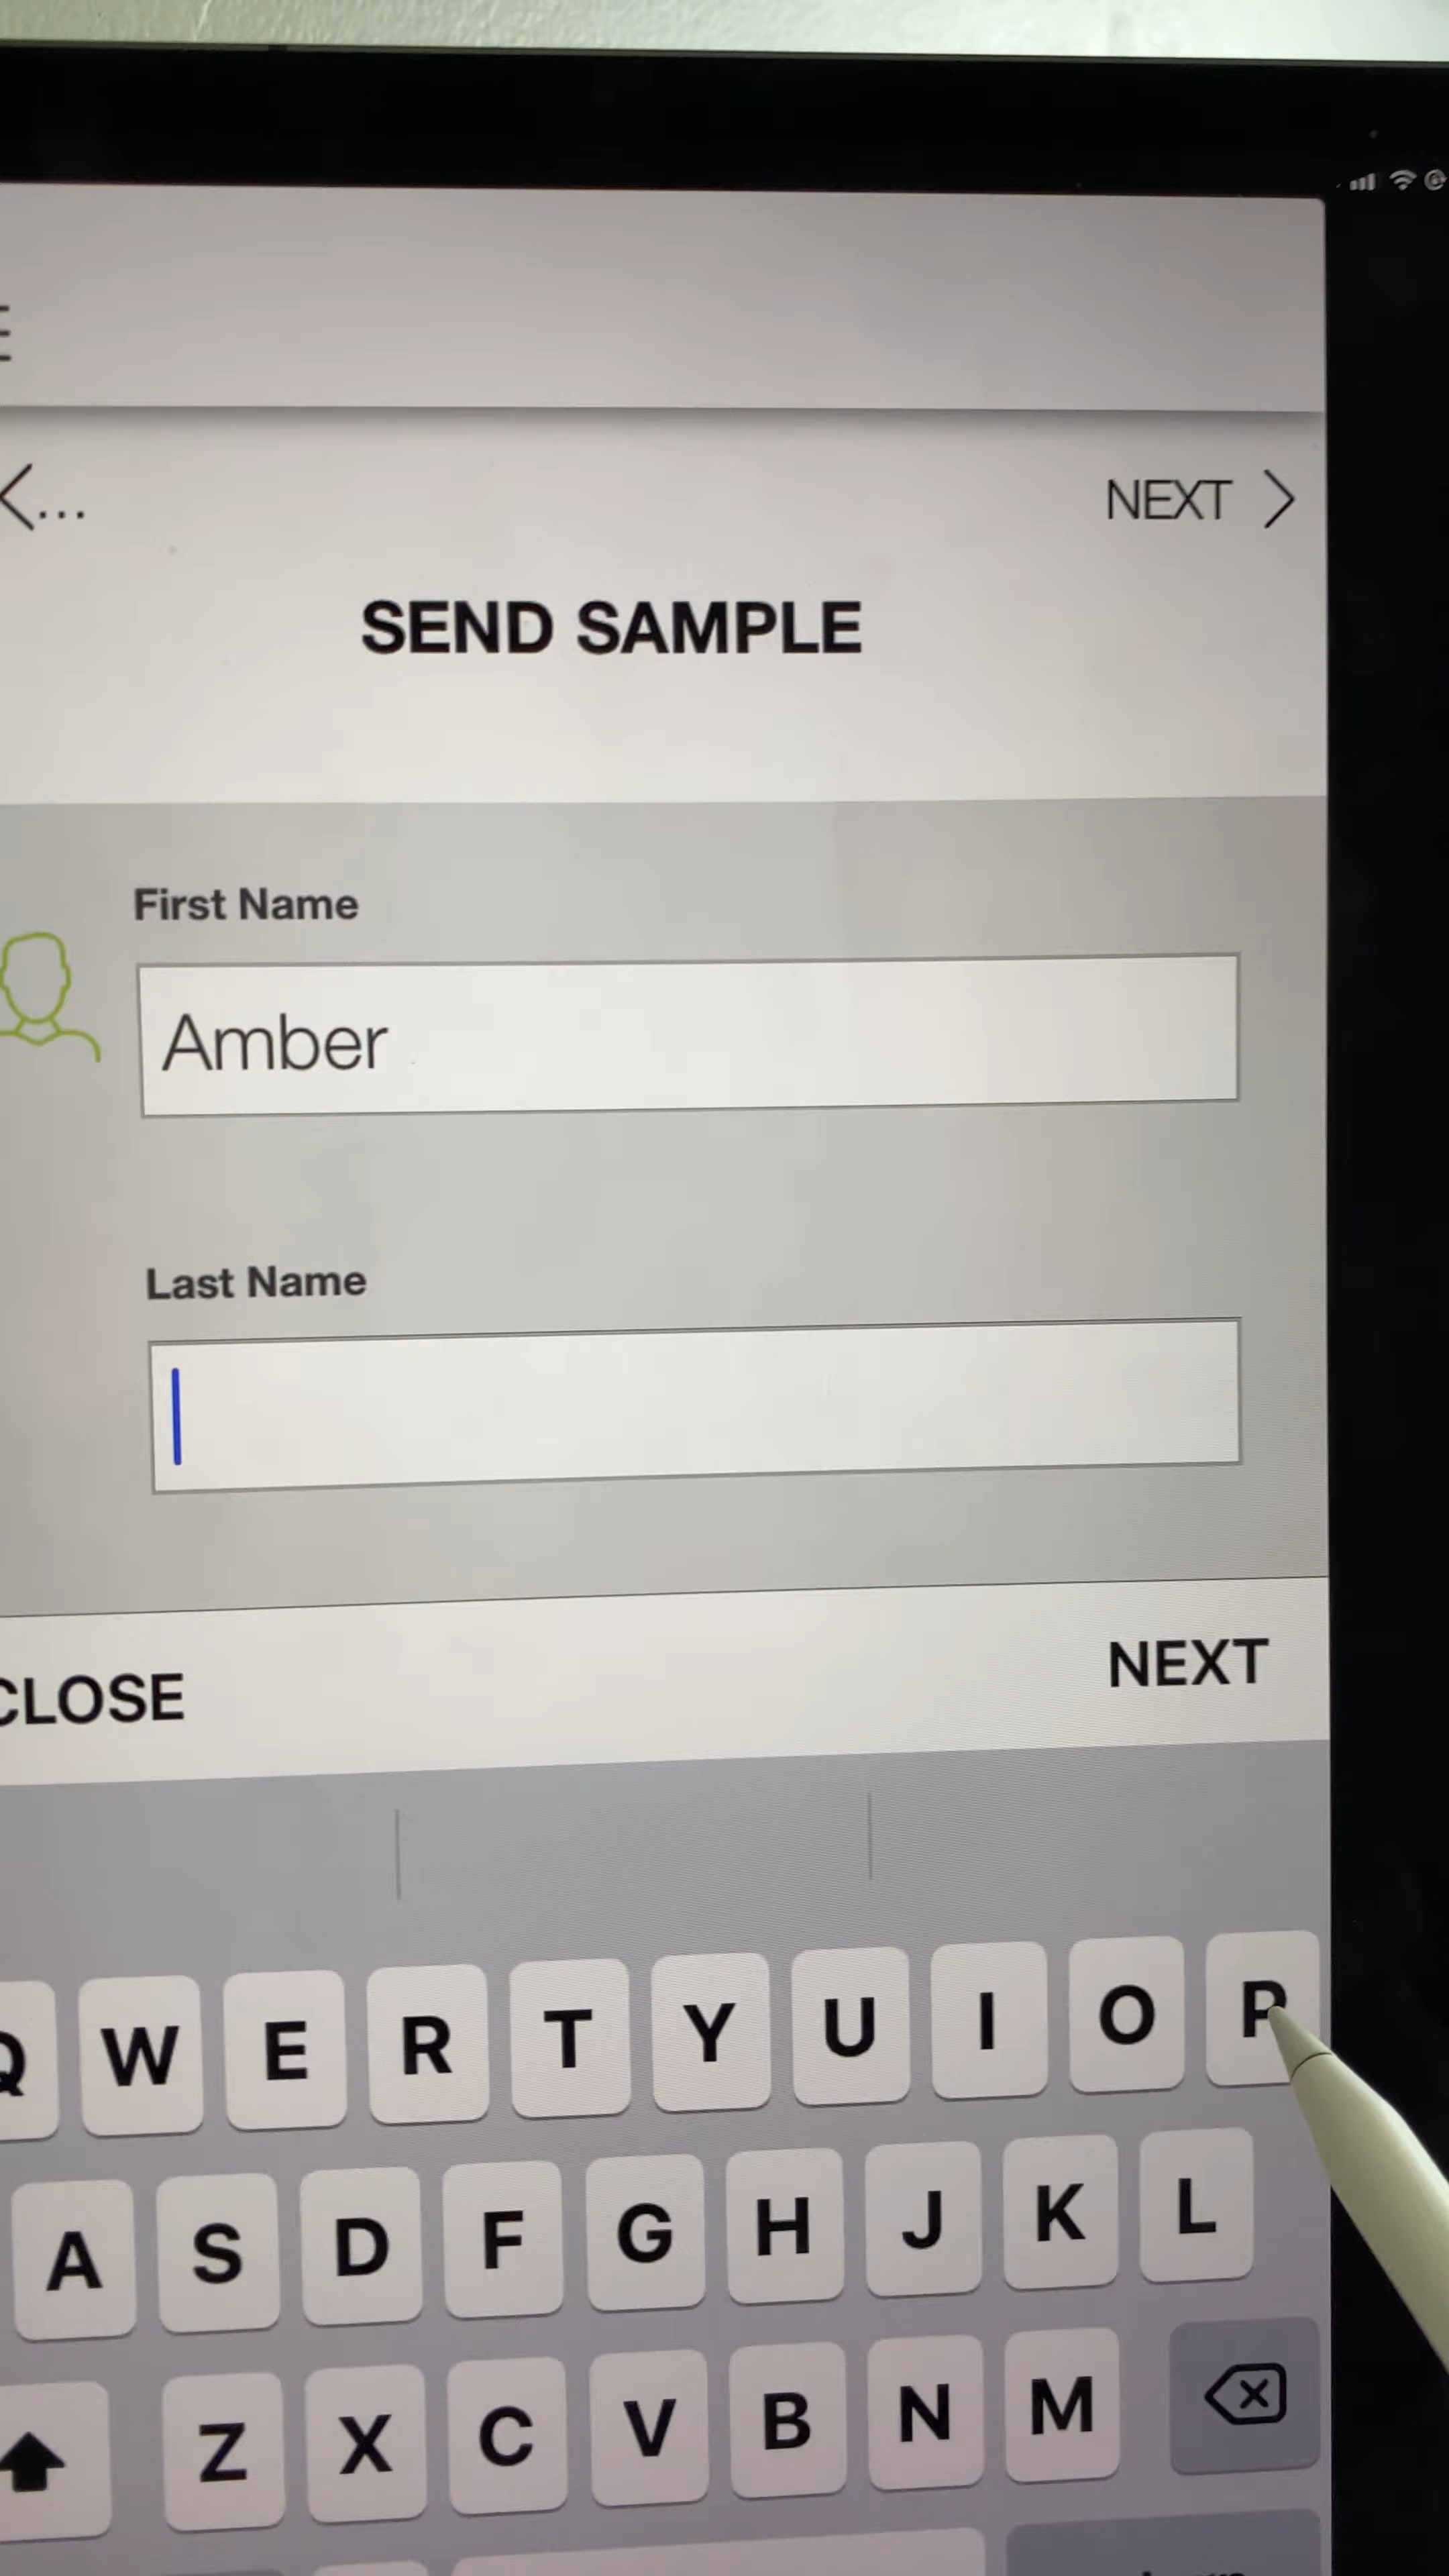 <...
NEXT >
SEND SAMPLE
First Name
Amber
Last Name
CLOSE
NEXT
Q W E R T Y U I O P
A S D F G H J K L
Z X C V B N M